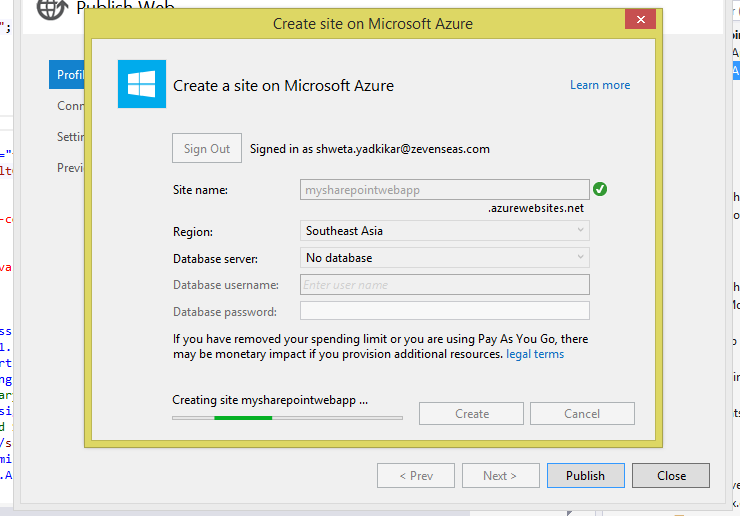 Publish Web
Create site on Microsoft Azure
Create a site on Microsoft Azure
Learn more
Sign Out
Signed in as shweta.yadkikar@zevenseas.com
Site name:
mysharepointwebapp
.azurewebsites.net
Region:
Southeast Asia
Database server:
No database
Database username:
Enter user name
Database password:
If you have removed your spending limit or you are using Pay As You Go, there
may be monetary impact if you provision additional resources. legal terms
Creating site mysharepointwebapp ...
Create
Cancel
< Prev
Next >
Publish
Close